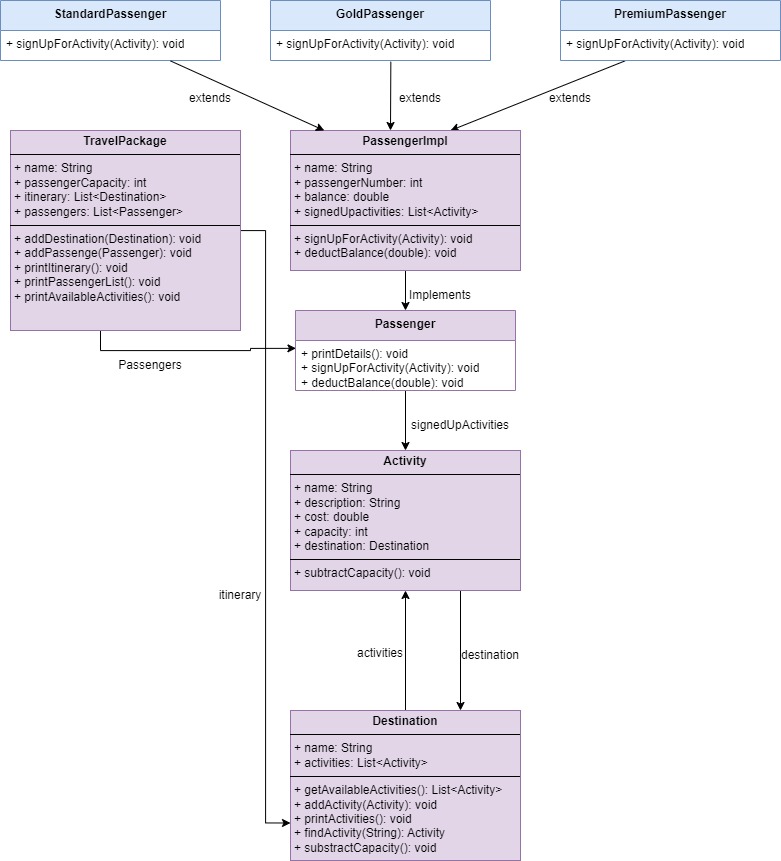 StandardPassenger
+ signUpForActivity(Activity): void
GoldPassenger
+ signUpForActivity(Activity): void
PremiumPassenger
+ signUpForActivity(Activity): void
extends
extends
extends
TravelPackage
+ name: String
+ passengerCapacity: int
+ itinerary: List<Destination>
+ passengers: List<Passenger>
+ addDestination(Destination): void
+ addPassenge(Passenger): void
+ printItinerary(): void
+ printPassengerList(): void
+ printAvailableActivities(): void
PassengerImpl
+ name: String
+ passengerNumber: int
+ balance: double
+ signedUpactivities: List<Activity>
+ signUpForActivity(Activity): void
+ deductBalance(double): void
Implements
Passengers
Passenger
+ printDetails(): void
+ signUpForActivity(Activity): void
+ deductBalance(double): void
signedUpActivities
Activity
+ name: String
+ description: String
+ cost: double
+ capacity: int
+ destination: Destination
+ subtractCapacity(): void
itinerary
activities
destination
Destination
+ name: String
+ activities: List<Activity>
+ getAvailableActivities(): List<Activity>
+ addActivity(Activity): void
+ printActivities(): void
+ findActivity(String): Activity
+ substractCapacity(): void